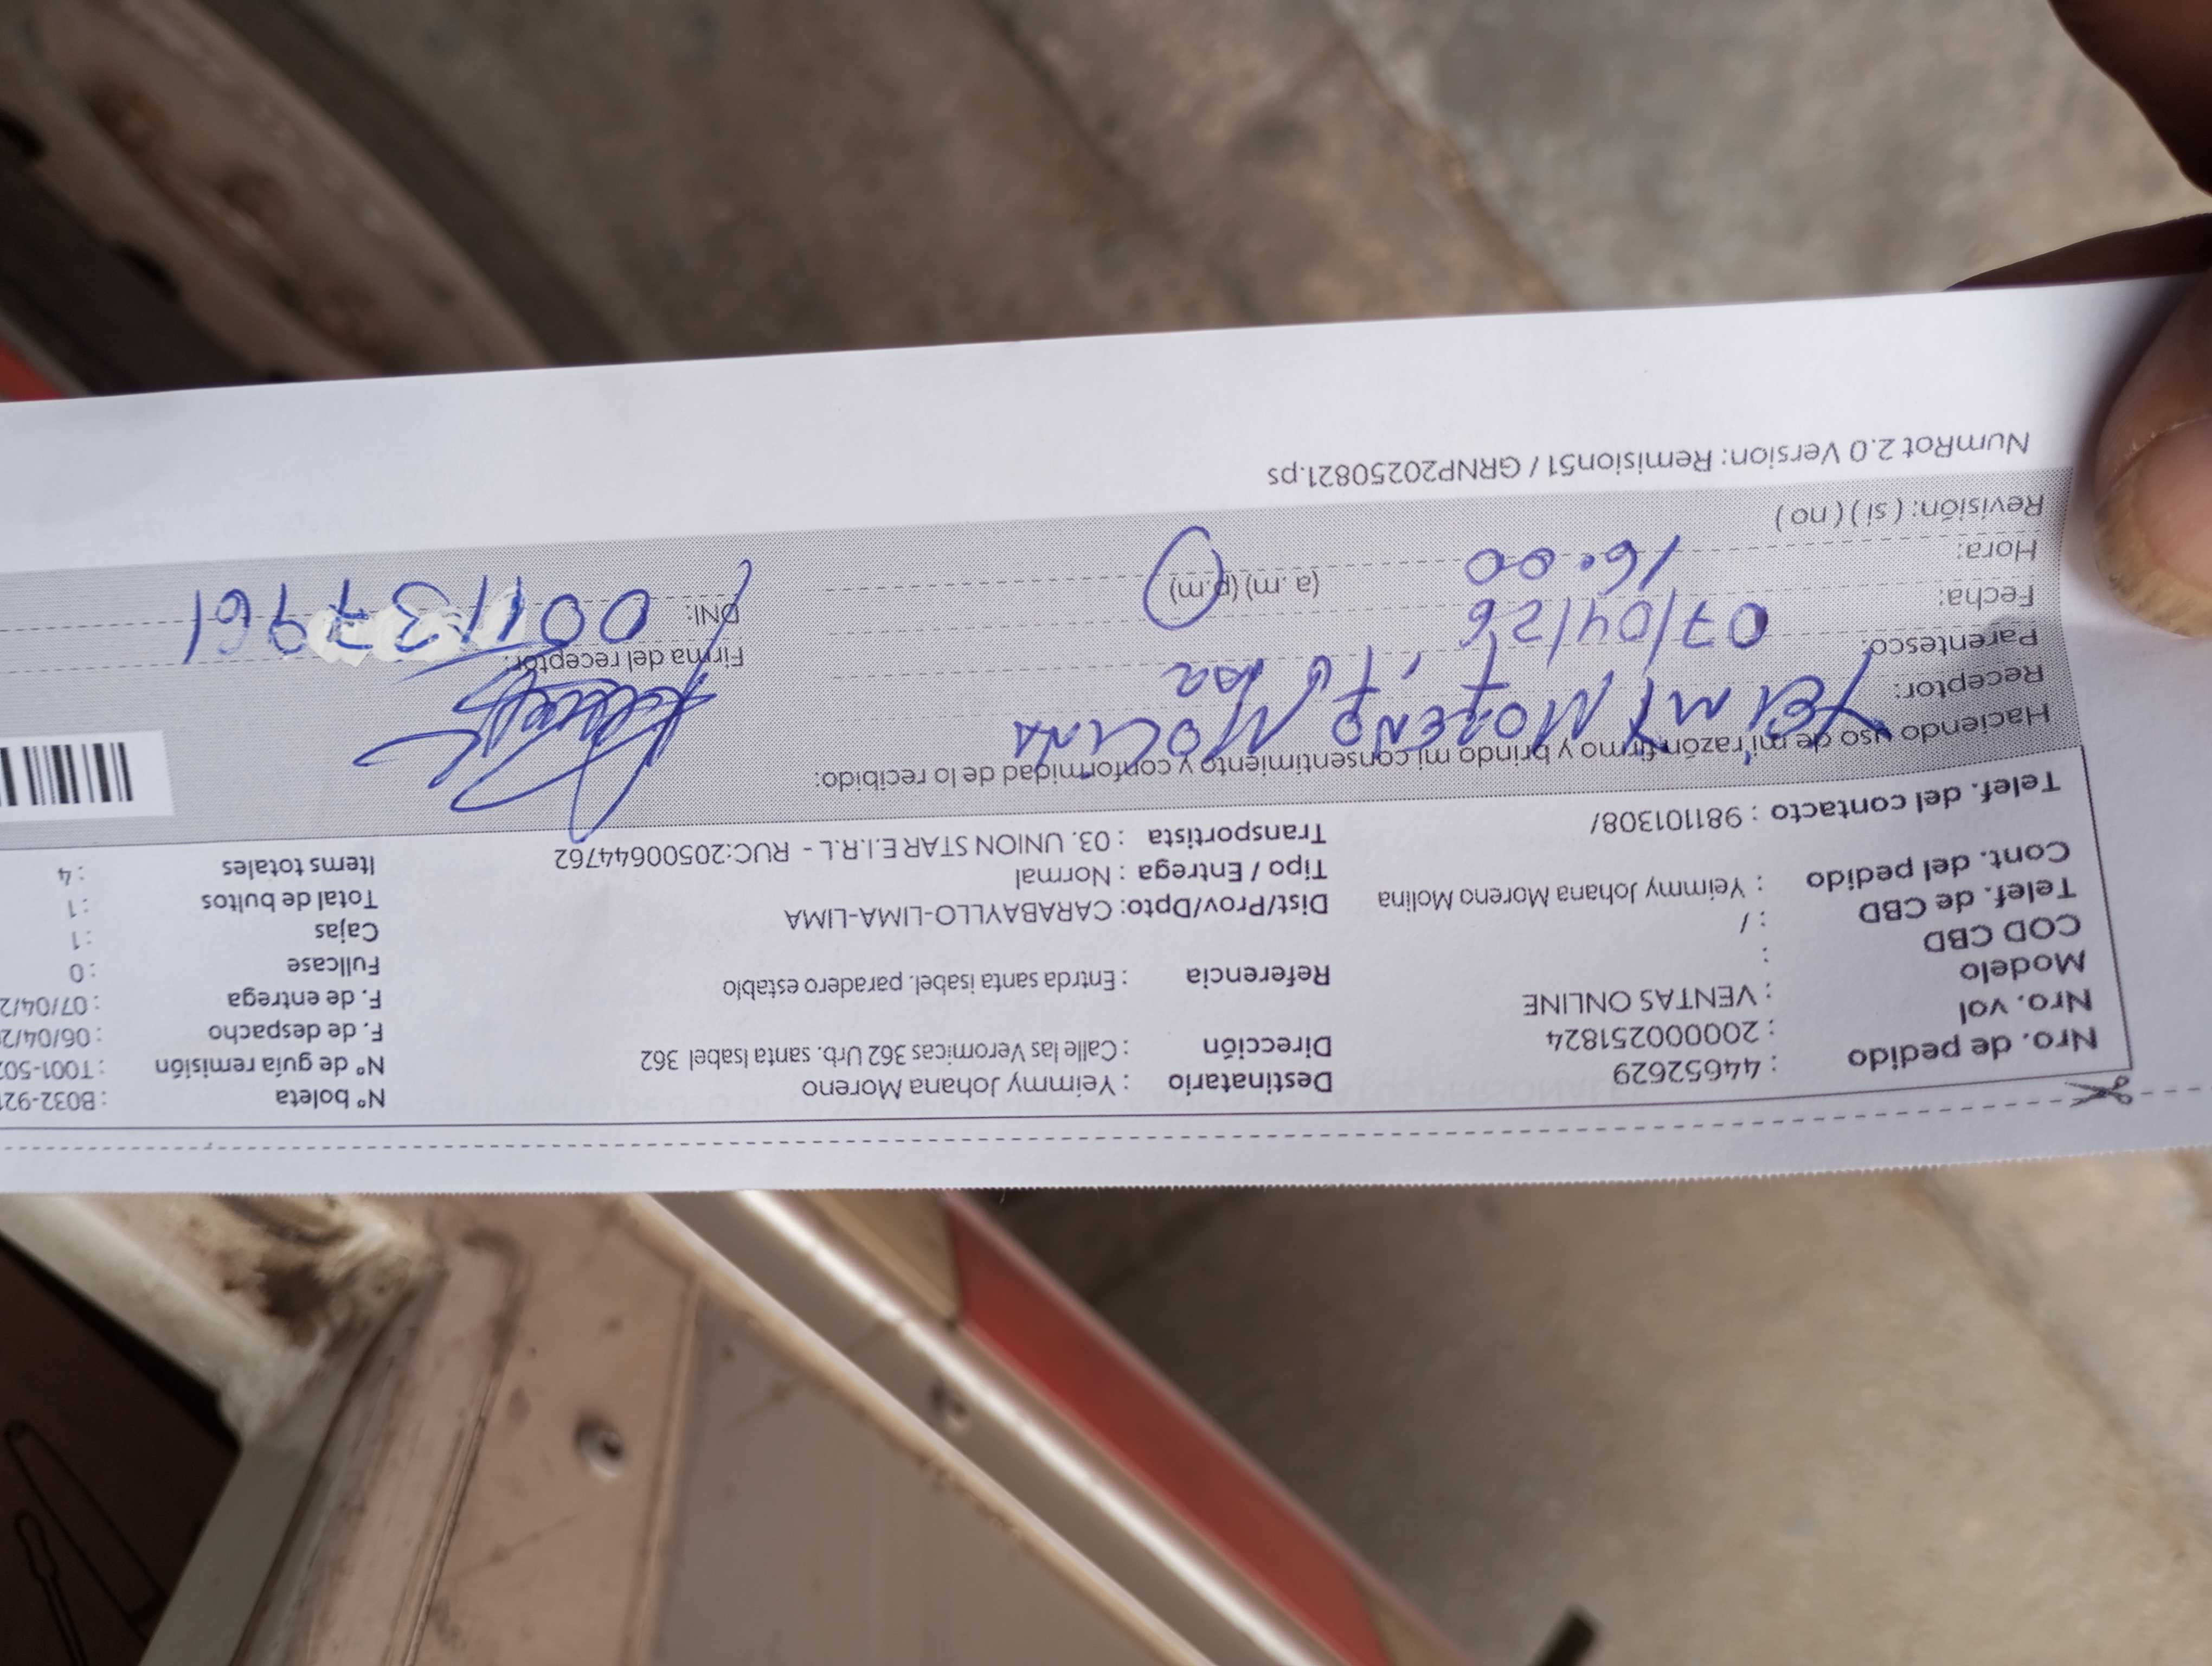 Nro. de pedido : 44652629
Nro. vol : 200000251824
Modelo : VENTAS ONLINE
COD CBD :
Telef. de CBD : /
Cont. del pedido : Yeimmy Johana Moreno Molina
Telef. del contacto : 981101308/
Destinatario : Yeimmy Johana Moreno
Dirección : Calle las Veromicas 362 Urb. santa Isabel 362
Referencia : Entrda santa isabel. paradero establo
Dist/Prov/Dpto: CARABAYLLO-LIMA-LIMA
Tipo / Entrega : Normal
Transportista : 03. UNION STAR E.I.R.L - RUC:20500644762
N° boleta : B032-921
N° de guía remisión : T001-502
F. de despacho : 06/04/2
F. de entrega : 07/04/2
Fullcase : 0
Cajas : 1
Total de bultos : 1
Items totales : 4
Haciendo uso de mi razón firmo y brindo mi consentimiento y conformidad de lo recibido:
Receptor: YEIMY MORENO MOLINA
Parentesco:
Fecha: 07/04/26
Hora: 16:00 (a. m) (p.m)
Revisión: ( si ) ( no )
Firma del receptor:
DNI: 001137961
NumRot 2.0 Version: Remision51 / GRNP20250821.ps